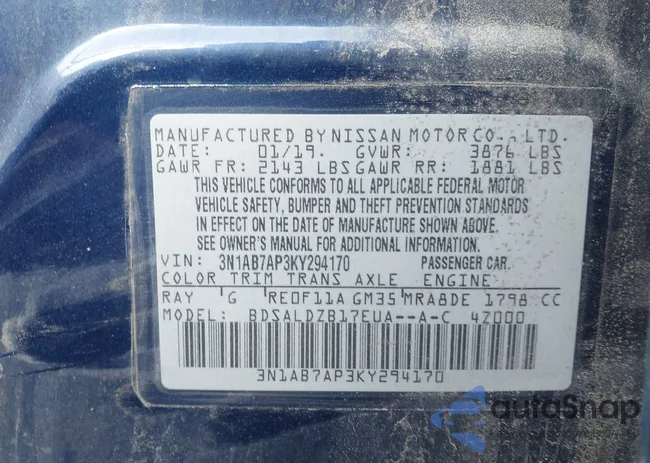 MANUFACTURED BY NISSAN MOTOR CO., LTD.
DATE: 01/19. GVWR: 3876 LBS
GAWR FR: 2143 LBS GAWR RR: 1881 LBS
THIS VEHICLE CONFORMS TO ALL APPLICABLE FEDERAL MOTOR
VEHICLE SAFETY, BUMPER AND THEFT PREVENTION STANDARDS
IN EFFECT ON THE DATE OF MANUFACTURE SHOWN ABOVE.
SEE OWNER'S MANUAL FOR ADDITIONAL INFORMATION.
VIN: 3N1AB7AP3KY294170 PASSENGER CAR.
COLOR TRIM TRANS AXLE ENGINE
RAY G RE0F11A GM35 MRA8DE 1798 CC
MODEL: BDSALDZB17EUA--A-C 42000
3N1AB7AP3KY294170
autoSnap